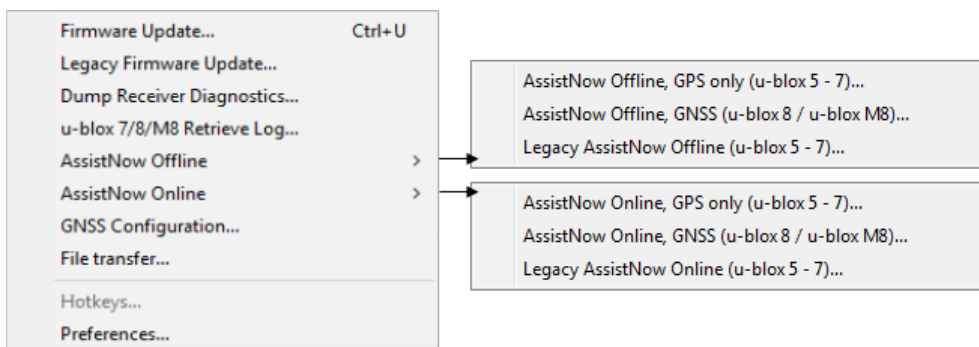 Firmware Update... Ctrl+U
Legacy Firmware Update...
Dump Receiver Diagnostics...
u-blox 7/8/M8 Retrieve Log...
AssistNow Offline >
AssistNow Online >
GNSS Configuration...
File transfer...
Hotkeys...
Preferences...
AssistNow Offline, GPS only (u-blox 5 - 7)...
AssistNow Offline, GNSS (u-blox 8 / u-blox M8)...
Legacy AssistNow Offline (u-blox 5 - 7)...
AssistNow Online, GPS only (u-blox 5 - 7)...
AssistNow Online, GNSS (u-blox 8 / u-blox M8)...
Legacy AssistNow Online (u-blox 5 - 7)...